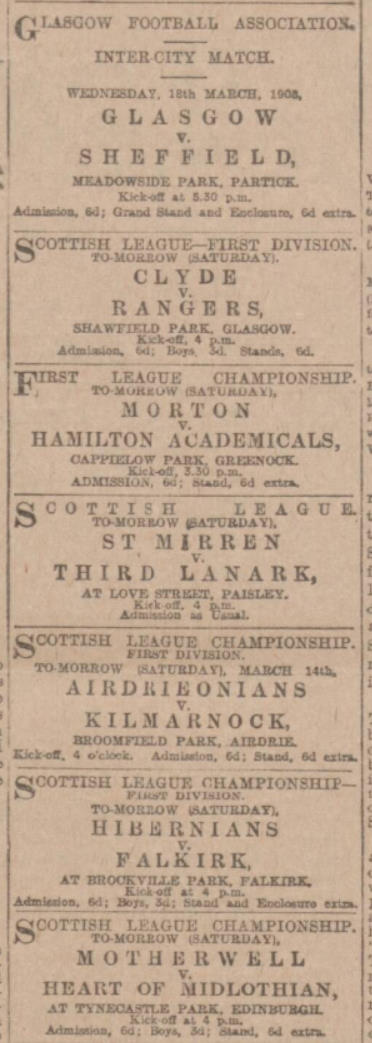 GLASGOW FOOTBALL ASSOCIATION.
INTER-CITY MATCH.
WEDNESDAY, 18th MARCH, 1908,
GLASGOW
V.
SHEFFIELD,
MEADOWSIDE PARK, PARTICK.
Kick-off at 5.30 p.m.
Admission, 6d; Grand Stand and Enclosure, 6d extra.
SCOTTISH LEAGUE—FIRST DIVISION.
TO-MORROW (SATURDAY).
CLYDE
V.
RANGERS,
SHAWFIELD PARK, GLASGOW.
Kick-off, 4 p.m.
Admission, 6d; Boys, 3d. Stands, 6d.
FIRST LEAGUE CHAMPIONSHIP.
TO-MORROW (SATURDAY),
MORTON
V.
HAMILTON ACADEMICALS,
CAPPIELOW PARK, GREENOCK.
Kick-off, 3.30 p.m.
ADMISSION, 6d; Stand, 6d extra.
SCOTTISH LEAGUE.
TO-MORROW (SATURDAY),
ST MIRREN
V.
THIRD LANARK,
AT LOVE STREET, PAISLEY.
Kick-off, 4 p.m.
Admission as Usual.
SCOTTISH LEAGUE CHAMPIONSHIP.
FIRST DIVISION.
TO-MORROW (SATURDAY), MARCH 14th,
AIRDRIEONIANS
V.
KILMARNOCK,
BROOMFIELD PARK, AIRDRIE.
Kick-off, 4 o'clock. Admission, 6d; Stand, 6d extra.
SCOTTISH LEAGUE CHAMPIONSHIP—
FIRST DIVISION.
TO-MORROW (SATURDAY),
HIBERNIANS
V.
FALKIRK,
AT BROCKVILLE PARK, FALKIRK.
Kick-off at 4 p.m.
Admission, 6d; Boys, 3d; Stand and Enclosure extra.
SCOTTISH LEAGUE CHAMPIONSHIP.
TO-MORROW (SATURDAY),
MOTHERWELL
V.
HEART OF MIDLOTHIAN,
AT TYNECASTLE PARK, EDINBURGH.
Kick-off at 4 p.m.
Admission, 6d; Boys, 3d; Stand, 6d extra.